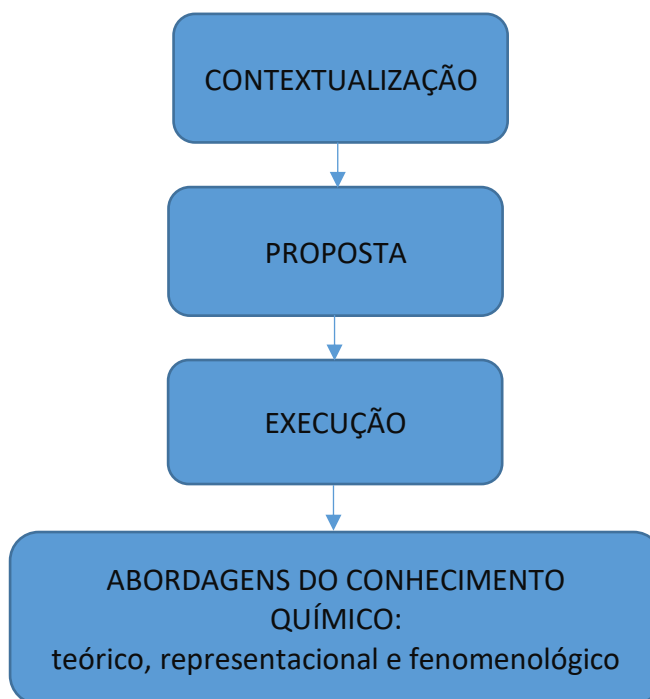 CONTEXTUALIZAÇÃO
PROPOSTA
EXECUÇÃO
ABORDAGENS DO CONHECIMENTO
QUÍMICO:
teórico, representacional e fenomenológico